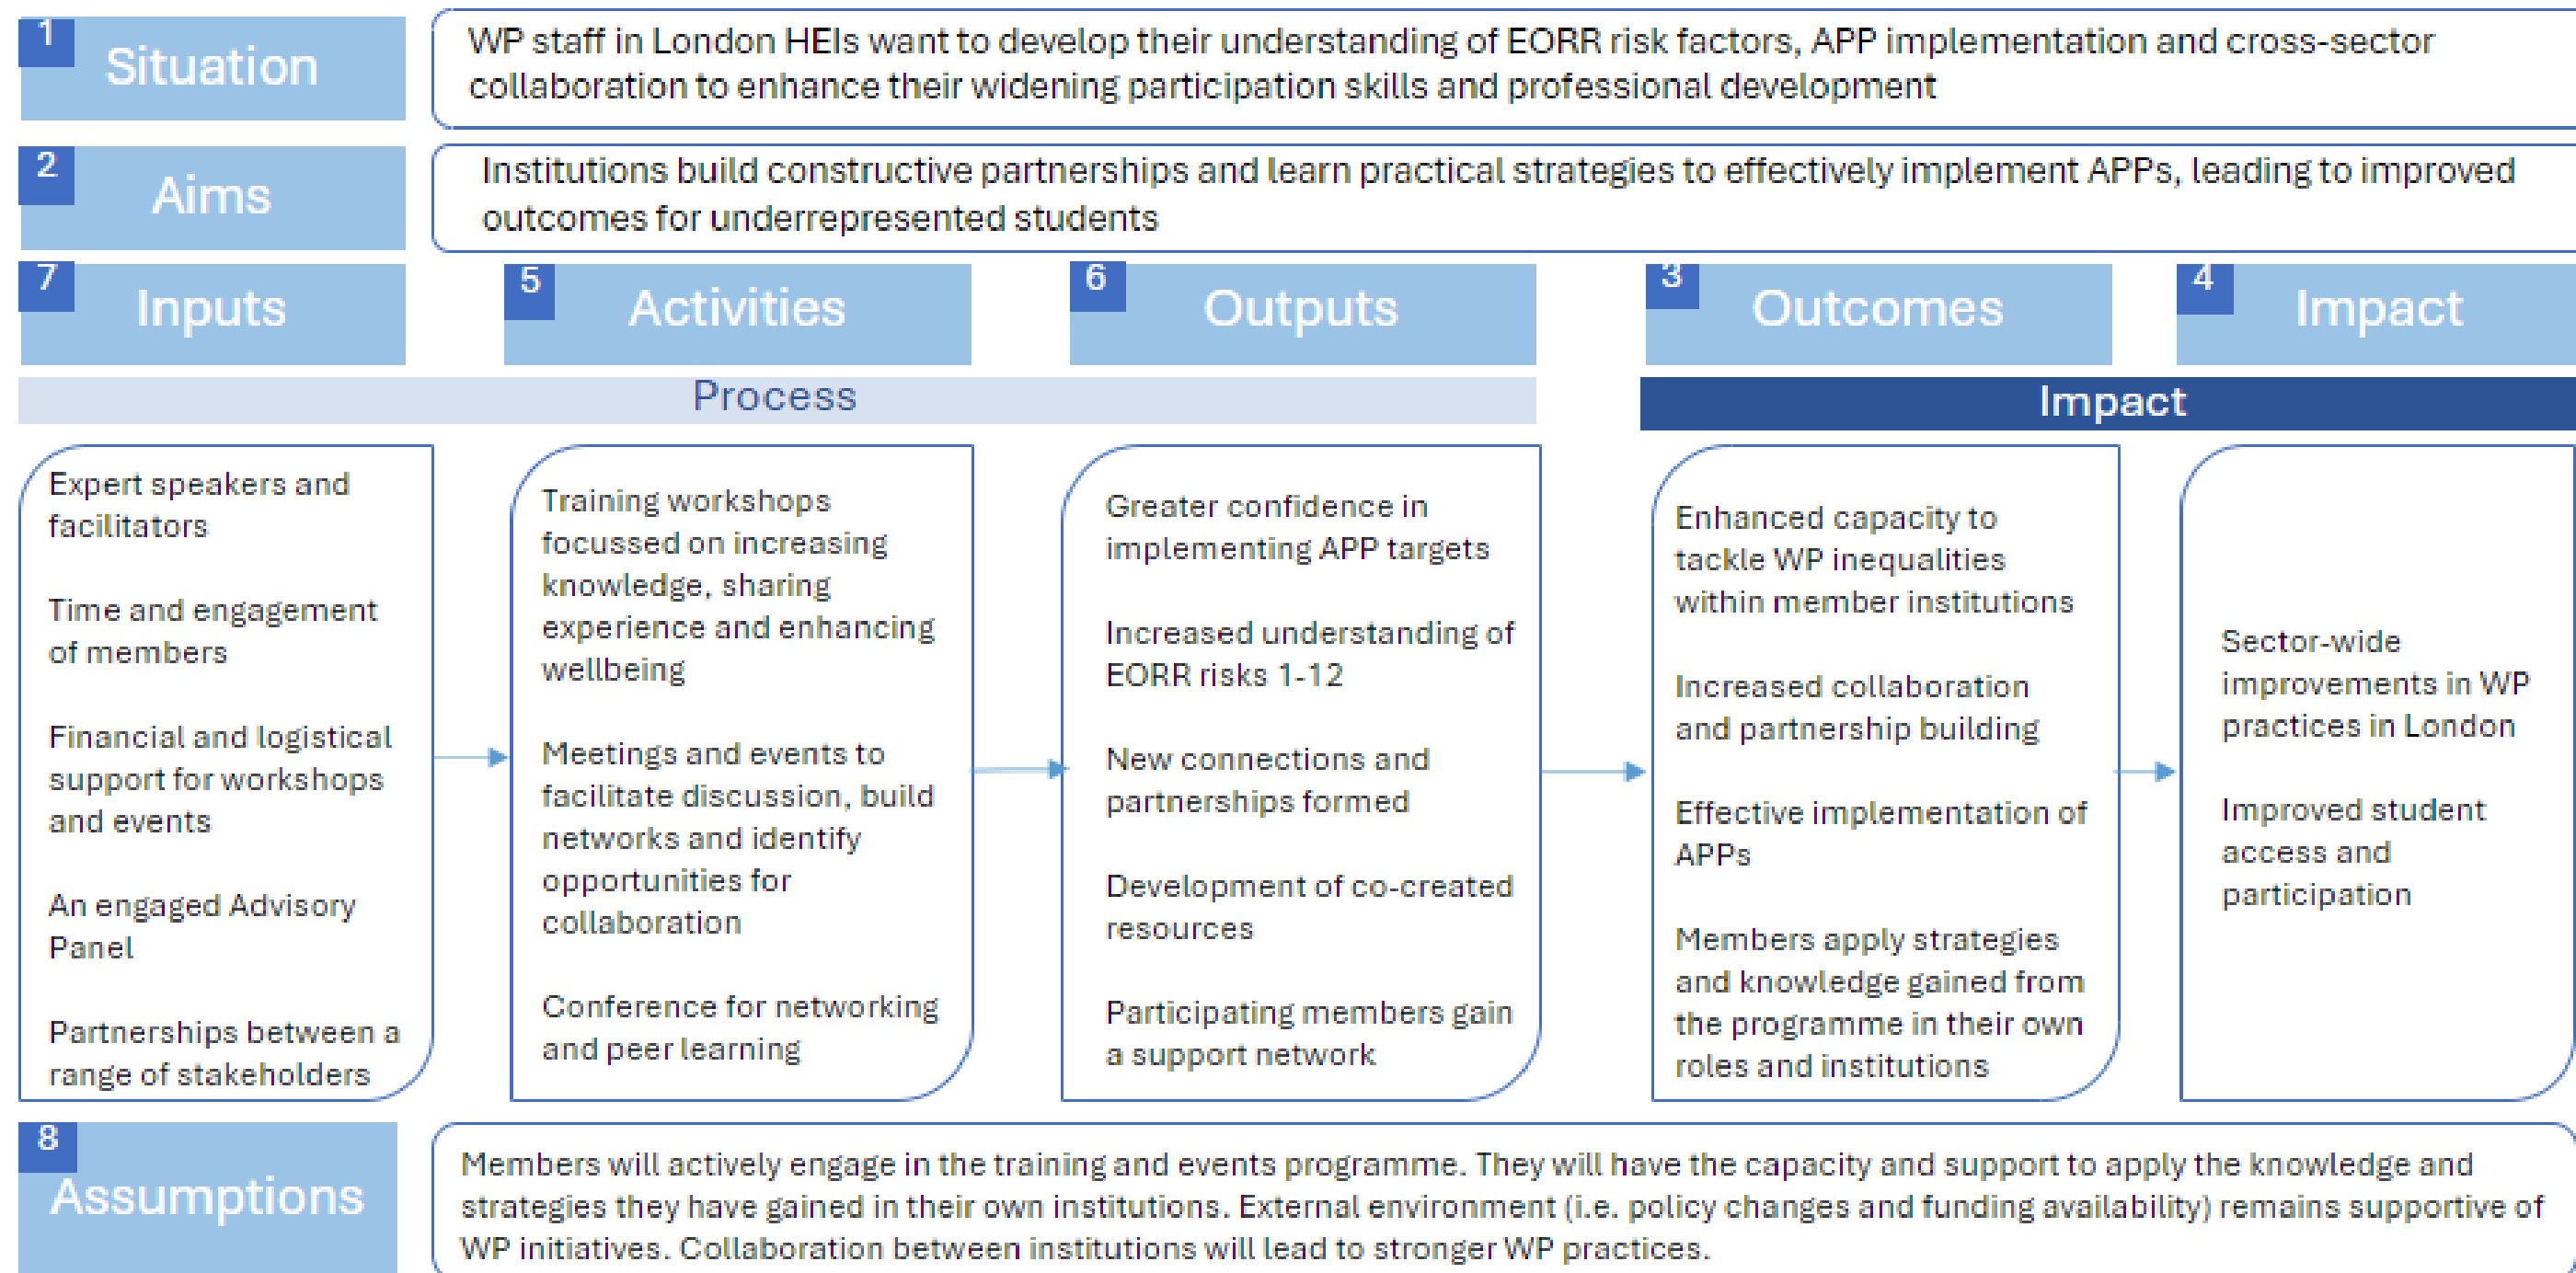 1
Situation
WP staff in London HEIs want to develop their understanding of EORR risk factors, APP implementation and cross-sector
collaboration to enhance their widening participation skills and professional development
2
Aims
Institutions build constructive partnerships and learn practical strategies to effectively implement APPs, leading to improved
outcomes for underrepresented students
7
Inputs
5
Activities
6
Outputs
3
Outcomes
4
Impact
Process
Impact
Expert speakers and
facilitators
Time and engagement
of members
Financial and logistical
support for workshops
and events
An engaged Advisory
Panel
Partnerships between a
range of stakeholders
Training workshops
focussed on increasing
knowledge, sharing
experience and enhancing
wellbeing
Meetings and events to
facilitate discussion, build
networks and identify
opportunities for
collaboration
Conference for networking
and peer learning
Greater confidence in
implementing APP targets
Increased understanding of
EORR risks 1-12
New connections and
partnerships formed
Development of co-created
resources
Participating members gain
a support network
Enhanced capacity to
tackle WP inequalities
within member institutions
Increased collaboration
and partnership building
Effective implementation of
APPs
Members apply strategies
and knowledge gained from
the programme in their own
roles and institutions
Sector-wide
improvements in WP
practices in London
Improved student
access and
participation
8
Assumptions
Members will actively engage in the training and events programme. They will have the capacity and support to apply the knowledge and
strategies they have gained in their own institutions. External environment (i.e. policy changes and funding availability) remains supportive of
WP initiatives. Collaboration between institutions will lead to stronger WP practices.